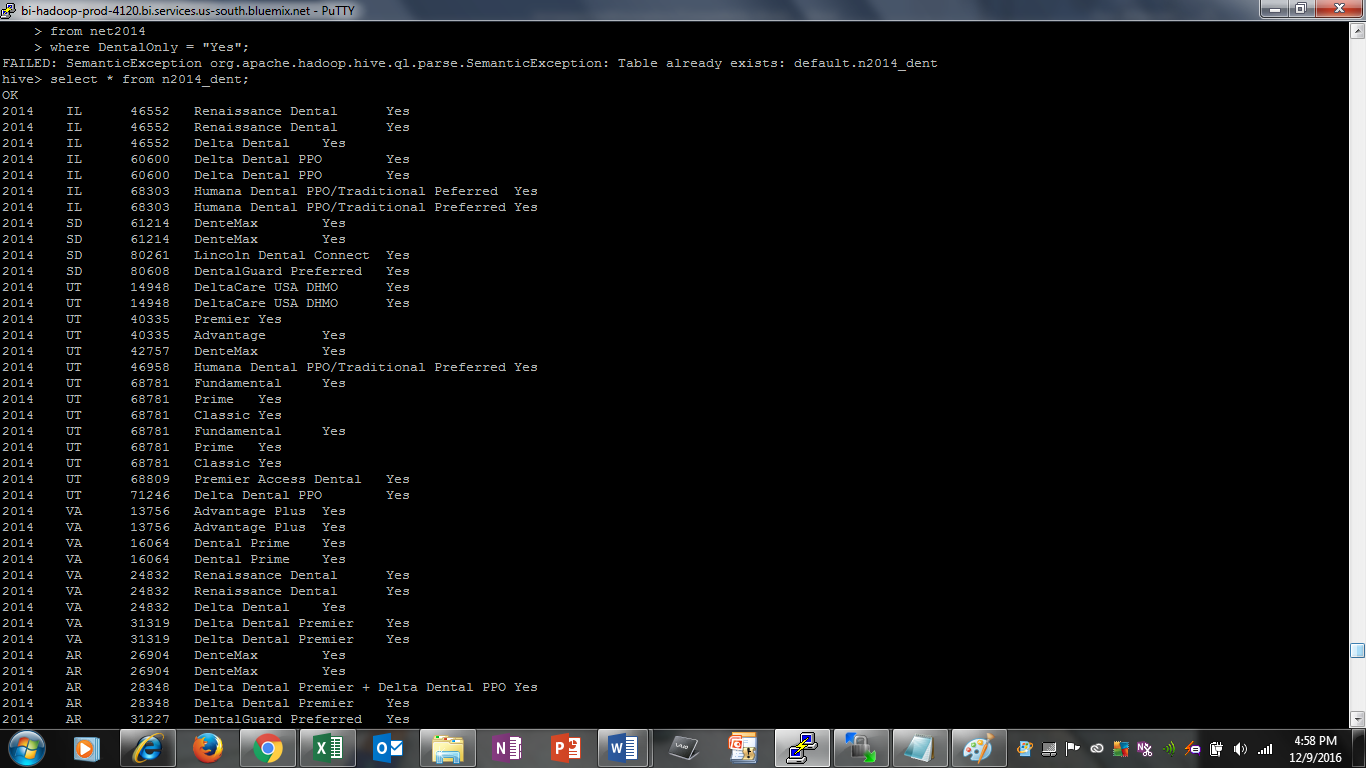 bi-hadoop-prod-4120.bi.services.us-south.bluemix.net - PuTTY
> from net2014
> where DentalOnly = "Yes";
FAILED: SemanticException org.apache.hadoop.hive.ql.parse.SemanticException: Table already exists: default.n2014_dent
hive> select * from n2014_dent;
OK
2014 IL 46552 Renaissance Dental Yes
2014 IL 46552 Renaissance Dental Yes
2014 IL 46552 Delta Dental Yes
2014 IL 60600 Delta Dental PPO Yes
2014 IL 60600 Delta Dental PPO Yes
2014 IL 68303 Humana Dental PPO/Traditional Peferred Yes
2014 IL 68303 Humana Dental PPO/Traditional Preferred Yes
2014 SD 61214 DenteMax Yes
2014 SD 61214 DenteMax Yes
2014 SD 80261 Lincoln Dental Connect Yes
2014 SD 80608 DentalGuard Preferred Yes
2014 UT 14948 DeltaCare USA DHMO Yes
2014 UT 14948 DeltaCare USA DHMO Yes
2014 UT 40335 Premier Yes
2014 UT 40335 Advantage Yes
2014 UT 42757 DenteMax Yes
2014 UT 46958 Humana Dental PPO/Traditional Preferred Yes
2014 UT 68781 Fundamental Yes
2014 UT 68781 Prime Yes
2014 UT 68781 Classic Yes
2014 UT 68781 Fundamental Yes
2014 UT 68781 Prime Yes
2014 UT 68781 Classic Yes
2014 UT 68809 Premier Access Dental Yes
2014 UT 71246 Delta Dental PPO Yes
2014 VA 13756 Advantage Plus Yes
2014 VA 13756 Advantage Plus Yes
2014 VA 16064 Dental Prime Yes
2014 VA 16064 Dental Prime Yes
2014 VA 24832 Renaissance Dental Yes
2014 VA 24832 Renaissance Dental Yes
2014 VA 24832 Delta Dental Yes
2014 VA 31319 Delta Dental Premier Yes
2014 VA 31319 Delta Dental Premier Yes
2014 AR 26904 DenteMax Yes
2014 AR 26904 DenteMax Yes
2014 AR 28348 Delta Dental Premier + Delta Dental PPO Yes
2014 AR 28348 Delta Dental Premier Yes
2014 AR 31227 DentalGuard Preferred Yes
4:58 PM
12/9/2016